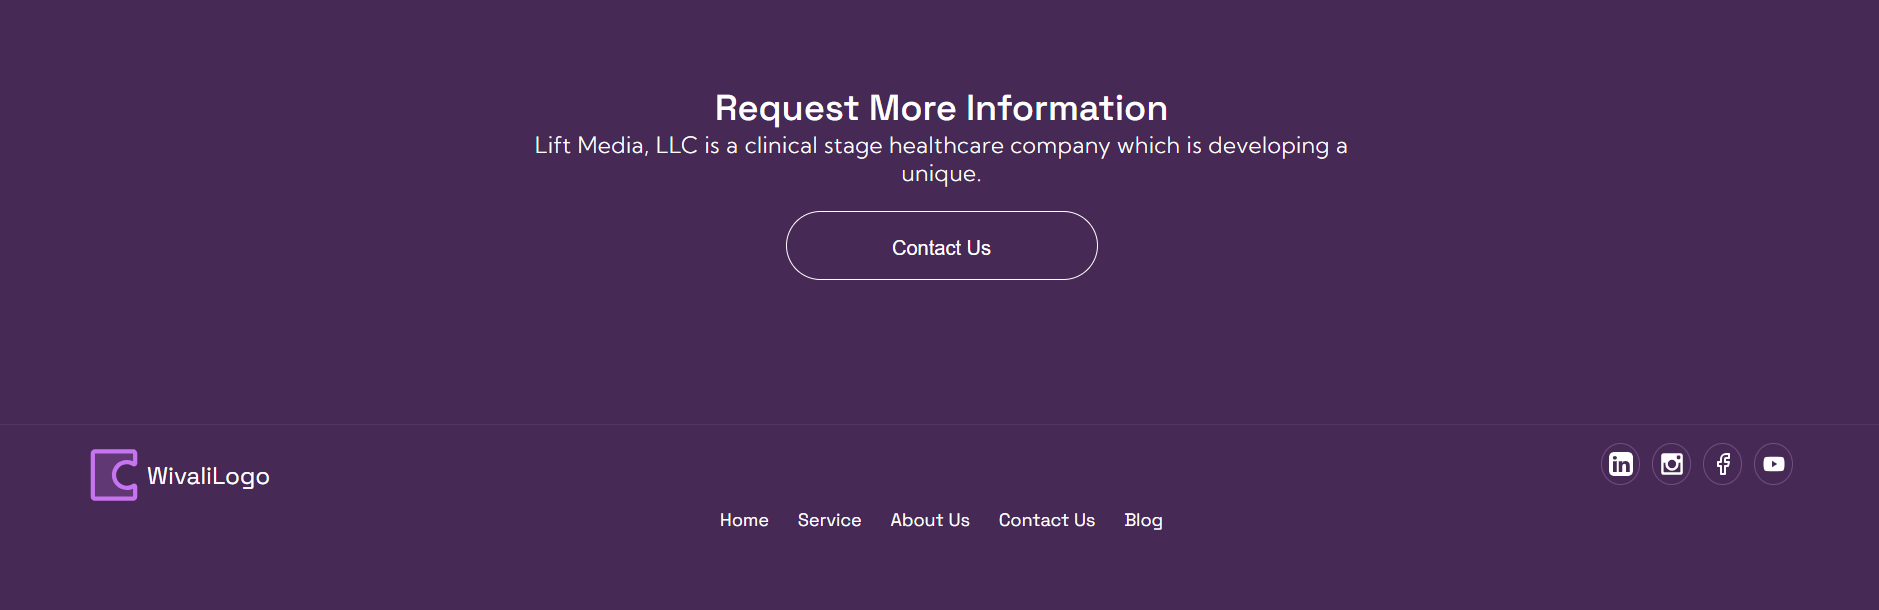 Request More Information
Lift Media, LLC is a clinical stage healthcare company which is developing a
unique.
Contact Us
WivaliLogo
Home Service About Us Contact Us Blog